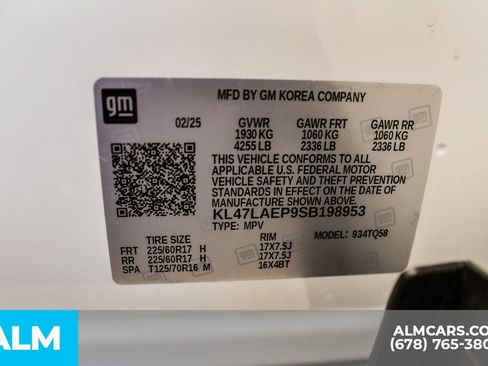 gm
MFD BY GM KOREA COMPANY
02/25 GVWR GAWR FRT GAWR RR
1930 KG 1060 KG 1060 KG
4255 LB 2336 LB 2336 LB
THIS VEHICLE CONFORMS TO ALL
APPLICABLE U.S. FEDERAL MOTOR
VEHICLE SAFETY AND THEFT PREVENTION
STANDARDS IN EFFECT ON THE DATE OF
MANUFACTURE SHOWN ABOVE.
KL47LAEP9SB198953
TYPE: MPV MODEL: 934TQ58
TIRE SIZE RIM
FRT 225/60R17 H 17X7.5J
RR 225/60R17 H 17X7.5J
SPA T125/70R16 M 16X4BT
ALM
ALMCARS.COM
(678) 765-380